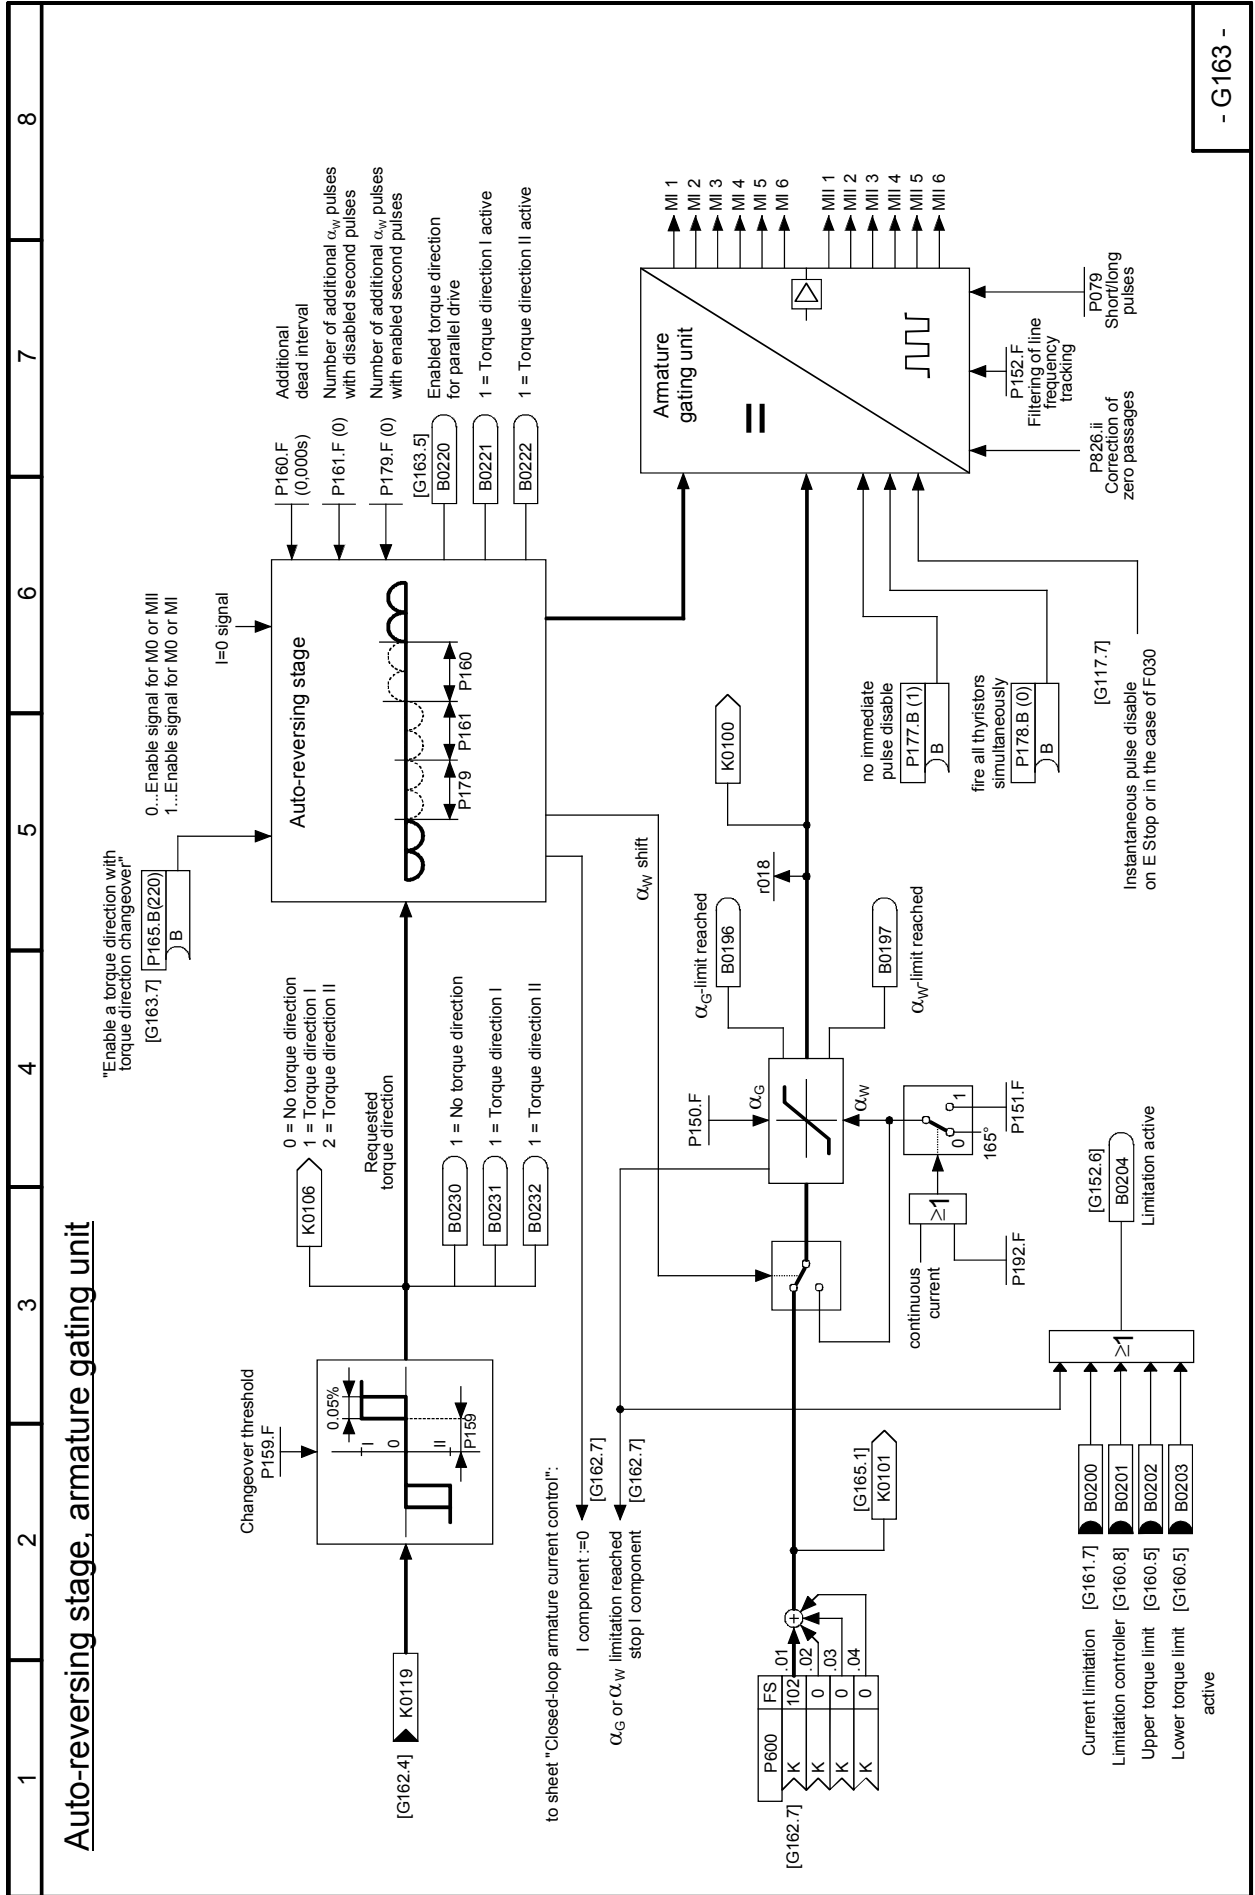 1 2 3 4 5 6 7 8
Auto-reversing stage, armature gating unit
[G162.4]
K0119
Changeover threshold
P159.F
0.05%
I
0
II
P159
K0106
0 = No torque direction
1 = Torque direction I
2 = Torque direction II
Requested
torque direction
B0230
1 = No torque direction
B0231
1 = Torque direction I
B0232
1 = Torque direction II
"Enable a torque direction with
torque direction changeover"
[G163.7]
P165.B(220)
B
0...Enable signal for M0 or MII
1...Enable signal for M0 or MI
I=0 signal
Auto-reversing stage
P179
P161
P160
P160.F
(0,000s)
Additional
dead interval
P161.F (0)
Number of additional αW pulses
with disabled second pulses
P179.F (0)
Number of additional αW pulses
with enabled second pulses
[G163.5]
B0220
Enabled torque direction
for parallel drive
B0221
1 = Torque direction I active
B0222
1 = Torque direction II active
to sheet "Closed-loop armature current control":
I component :=0
[G162.7]
αG or αW limitation reached
stop I component
[G162.7]
αW shift
[G162.7]
P600
FS
K
102
.01
K
0
.02
K
0
.03
K
0
.04
+
[G165.1]
K0101
P150.F
αG
αG-limit reached
B0196
αW
B0197
αW-limit reached
r018
K0100
continuous
current
P192.F
≥1
0
1
165°
P151.F
Current limitation
[G161.7]
B0200
Limitation controller
[G160.8]
B0201
Upper torque limit
[G160.5]
B0202
Lower torque limit
[G160.5]
B0203
active
≥1
[G152.6]
B0204
Limitation active
no immediate
pulse disable
P177.B (1)
B
fire all thyristors
simultaneously
P178.B (0)
B
[G117.7]
Instantaneous pulse disable
on E Stop or in the case of F030
Armature
gating unit
=
MI 1
MI 2
MI 3
MI 4
MI 5
MI 6
MII 1
MII 2
MII 3
MII 4
MII 5
MII 6
P826.ii
Correction of
zero passages
P152.F
Filtering of line
frequency
tracking
P079
Short/long
pulses
- G163 -